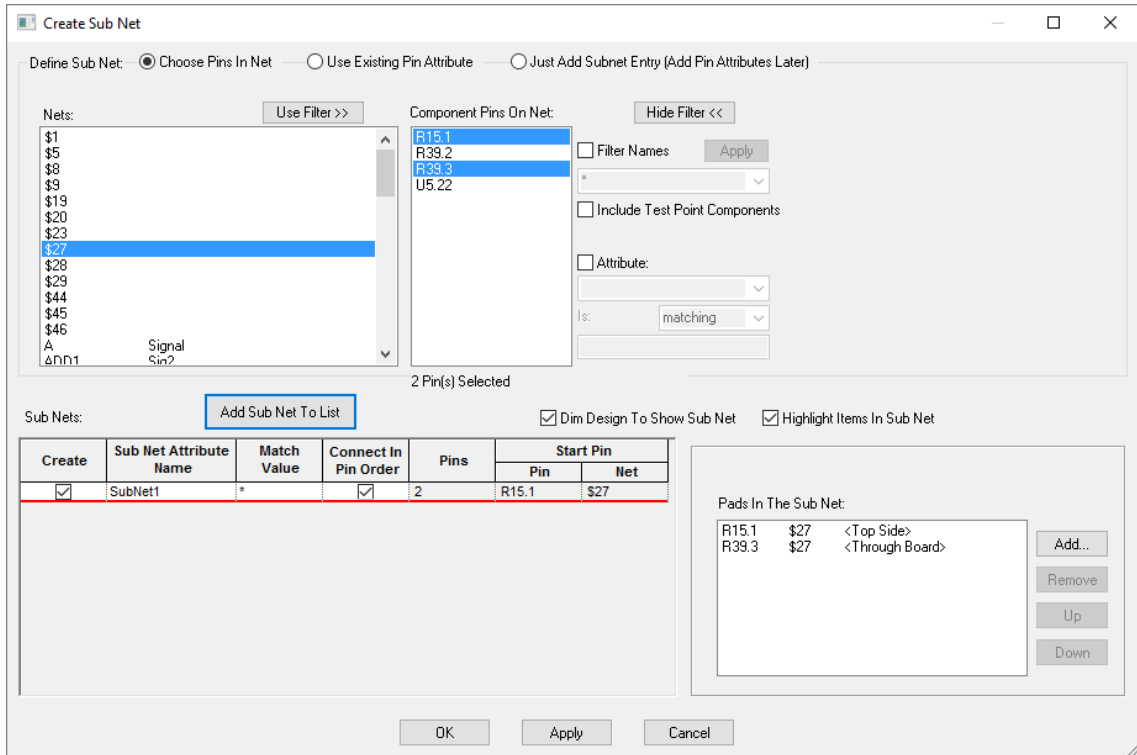 Create Sub Net
Define Sub Net: Choose Pins In Net Use Existing Pin Attribute Just Add Subnet Entry (Add Pin Attributes Later)
Nets: Use Filter >> Component Pins On Net: Hide Filter <<
$1
$5
$8
$9
$19
$20
$23
$27
$28
$29
$44
$45
$46
A Signal
ADD1 Sig2
R15.1
R39.2
R39.3
U5.22
Filter Names Apply
*
Include Test Point Components
Attribute:
Is: matching
2 Pin(s) Selected
Sub Nets: Add Sub Net To List Dim Design To Show Sub Net Highlight Items In Sub Net
Create Sub Net Attribute Name Match Value Connect In Pin Order Pins Start Pin
Pin Net
SubNet1 * 2 R15.1 $27
Pads In The Sub Net:
R15.1 $27 <Top Side>
R39.3 $27 <Through Board>
Add...
Remove
Up
Down
OK Apply Cancel